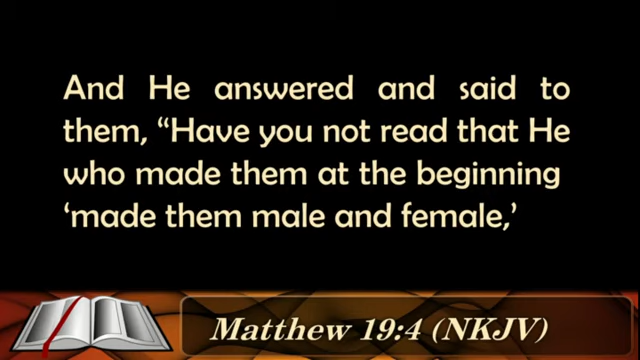 And He answered and said to
them, “Have you not read that He
who made them at the beginning
‘made them male and female,’
Matthew 19:4 (NKJV)